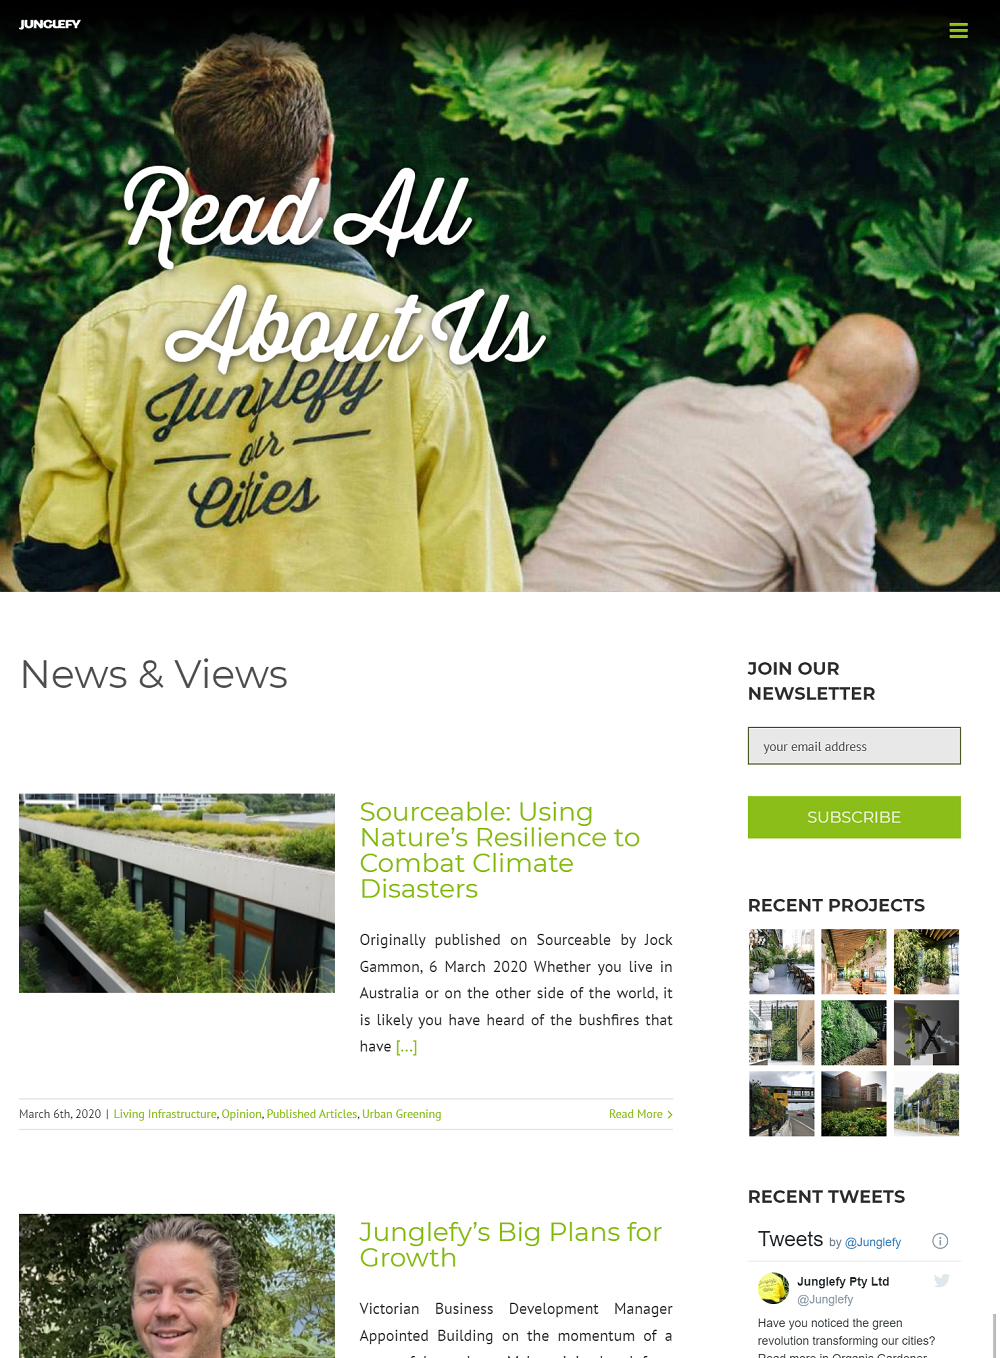 JUNGLEFY
Read All
About Us
Junglefy
our
Cities
News & Views
Sourceable: Using
Nature’s Resilience to
Combat Climate
Disasters
Originally published on Sourceable by Jock
Gammon, 6 March 2020 Whether you live in
Australia or on the other side of the world, it
is likely you have heard of the bushfires that
have [...]
March 6th, 2020 | Living Infrastructure, Opinion, Published Articles, Urban Greening
Read More >
Junglefy’s Big Plans for
Growth
Victorian Business Development Manager
Appointed Building on the momentum of a
JOIN OUR
NEWSLETTER
your email address
SUBSCRIBE
RECENT PROJECTS
RECENT TWEETS
Tweets by @Junglefy
Junglefy Pty Ltd
@Junglefy
Have you noticed the green
revolution transforming our cities?
Read more in Organic Gardener